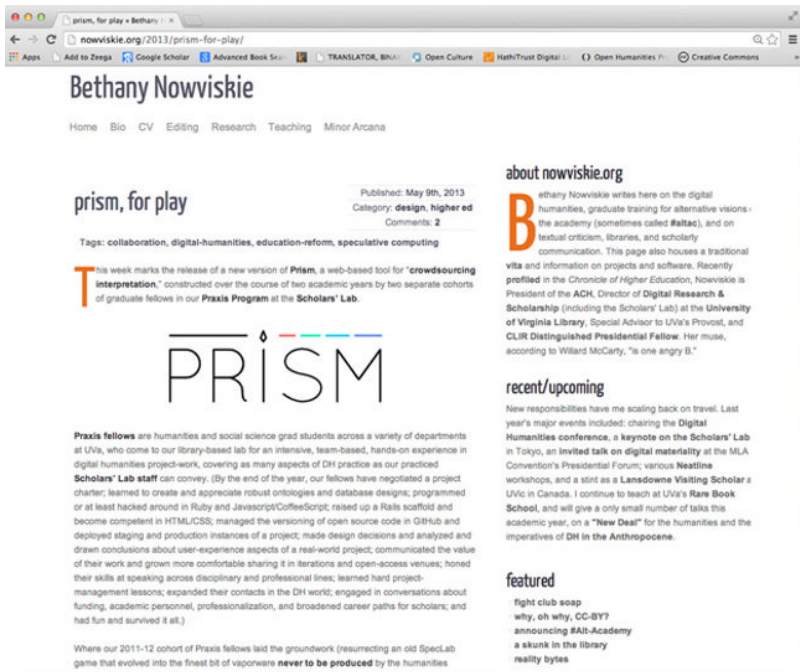 prism, for play « Bethany N
nowviskie.org/2013/prism-for-play/
Apps Add to Zeega Google Scholar Advanced Book Sear TRANSLATOR, Open Culture HathiTrust Digital Open Humanities Creative Commons
Bethany Nowviskie
Home Bio CV Editing Research Teaching Minor Arcana
prism, for play
Published: May 9th, 2013
Category: design, higher ed
Comments: 2
Tags: collaboration, digital-humanities, education-reform, speculative computing
This week marks the release of a new version of Prism, a web-based tool for "crowdsourcing
interpretation," constructed over the course of two academic years by two separate cohorts
of graduate fellows in our Praxis Program at the Scholars' Lab.
PRISM
Praxis fellows are humanities and social science grad students across a variety of departments
at UVa, who come to our library-based lab for an intensive, team-based, hands-on experience in
digital humanities project-work, covering as many aspects of DH practice as our practiced
Scholars' Lab staff can convey. (By the end of the year, our fellows have negotiated a project
charter; learned to create and appreciate robust ontologies and database designs; programmed
or at least hacked around in Ruby and Javascript/CoffeeScript; raised up a Rails scaffold and
become competent in HTML/CSS; managed the versioning of open source code in GitHub and
deployed staging and production instances of a project; made design decisions and analyzed and
drawn conclusions about user-experience aspects of a real-world project; communicated the value
of their work and grown more comfortable sharing it in iterations and open-access venues; honed
their skills at speaking across disciplinary and professional lines; learned hard project-
management lessons; expanded their contacts in the DH world; engaged in conversations about
funding, academic personnel, professionalization, and broadened career paths for scholars; and
had fun and survived it all.)
Where our 2011-12 cohort of Praxis fellows laid the groundwork (resurrecting an old SpecLab
game that evolved into the finest bit of vaporware never to be produced by the humanities
about nowviskie.org
Bethany Nowviskie writes here on the digital
humanities, graduate training for alternative visions
the academy (sometimes called #altac), and on
textual criticism, libraries, and scholarly
communication. This page also houses a traditional
vita and information on projects and software. Recently
profiled in the Chronicle of Higher Education, Nowviskie is
President of the ACH, Director of Digital Research &
Scholarship (including the Scholars' Lab) at the University
of Virginia Library, Special Advisor to UVa's Provost, and
CLIR Distinguished Presidential Fellow. Her muse,
according to Willard McCarty, "is one angry B."
recent/upcoming
New responsibilities have me scaling back on travel. Last
year's major events included: chairing the Digital
Humanities conference, a keynote on the Scholars' Lab
in Tokyo, an invited talk on digital materiality at the MLA
Convention's Presidential Forum; various Neatline
workshops, and a stint as a Lansdowne Visiting Scholar a
UVic in Canada. I continue to teach at UVa's Rare Book
School, and will give a only small number of talks this
academic year, on a "New Deal" for the humanities and the
imperatives of DH in the Anthropocene.
featured
fight club soap
why, oh why, CC-BY?
announcing #Alt-Academy
a skunk in the library
reality bytes